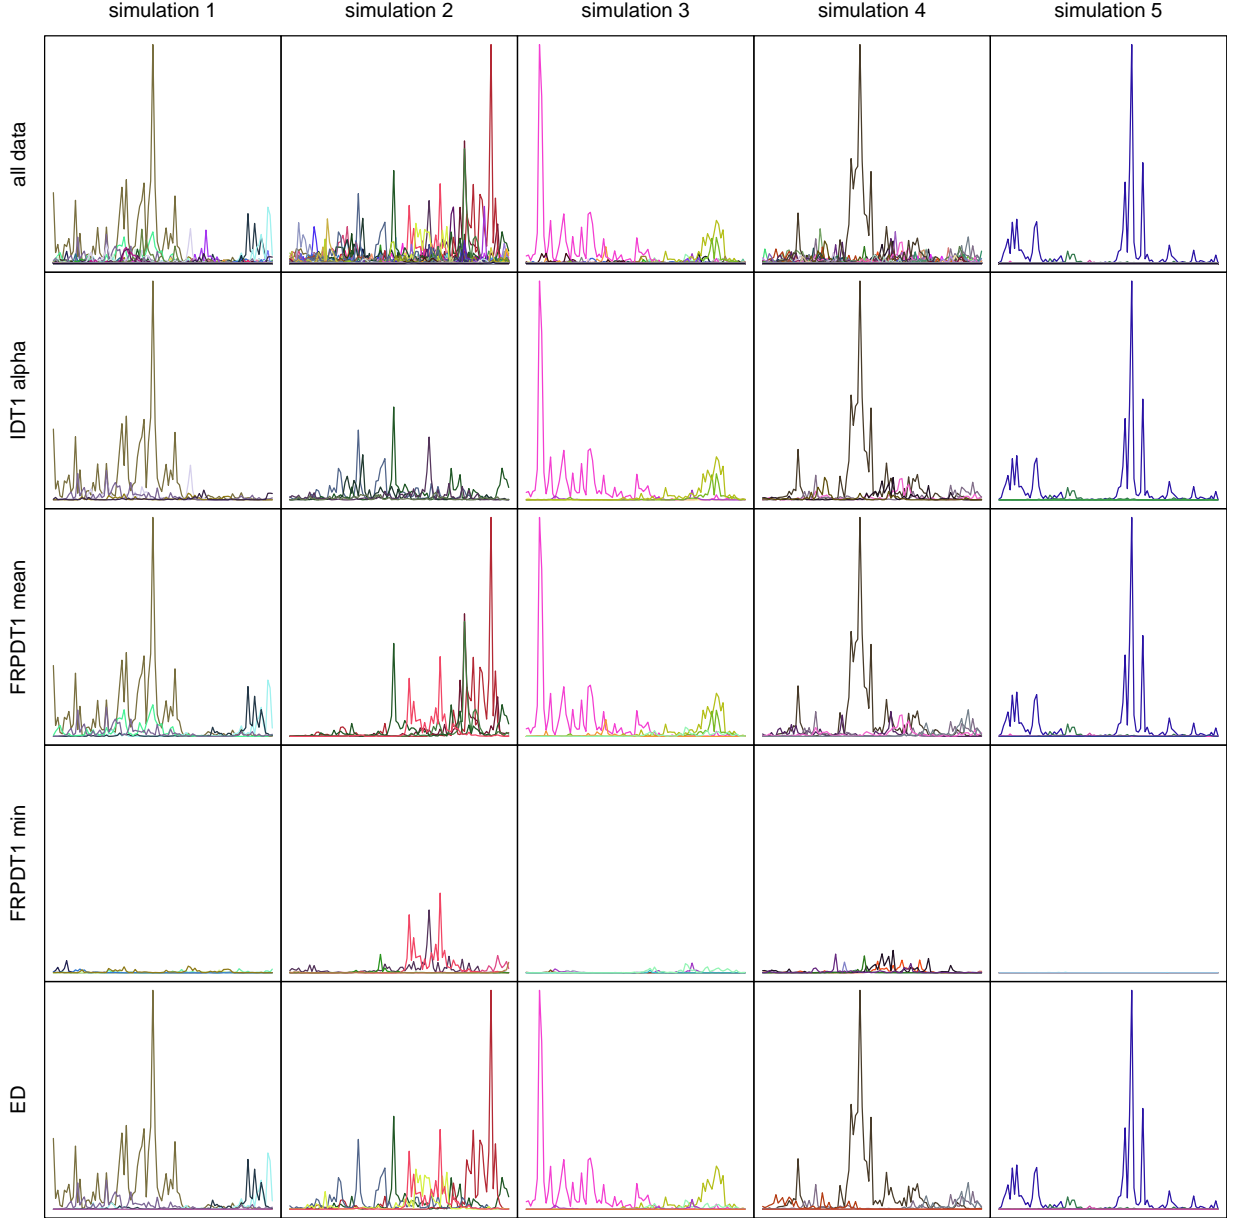 simulation 1
simulation 2
simulation 3
simulation 4
simulation 5
all data
IDT1 alpha
FRPDT1 mean
FRPDT1 min
ED